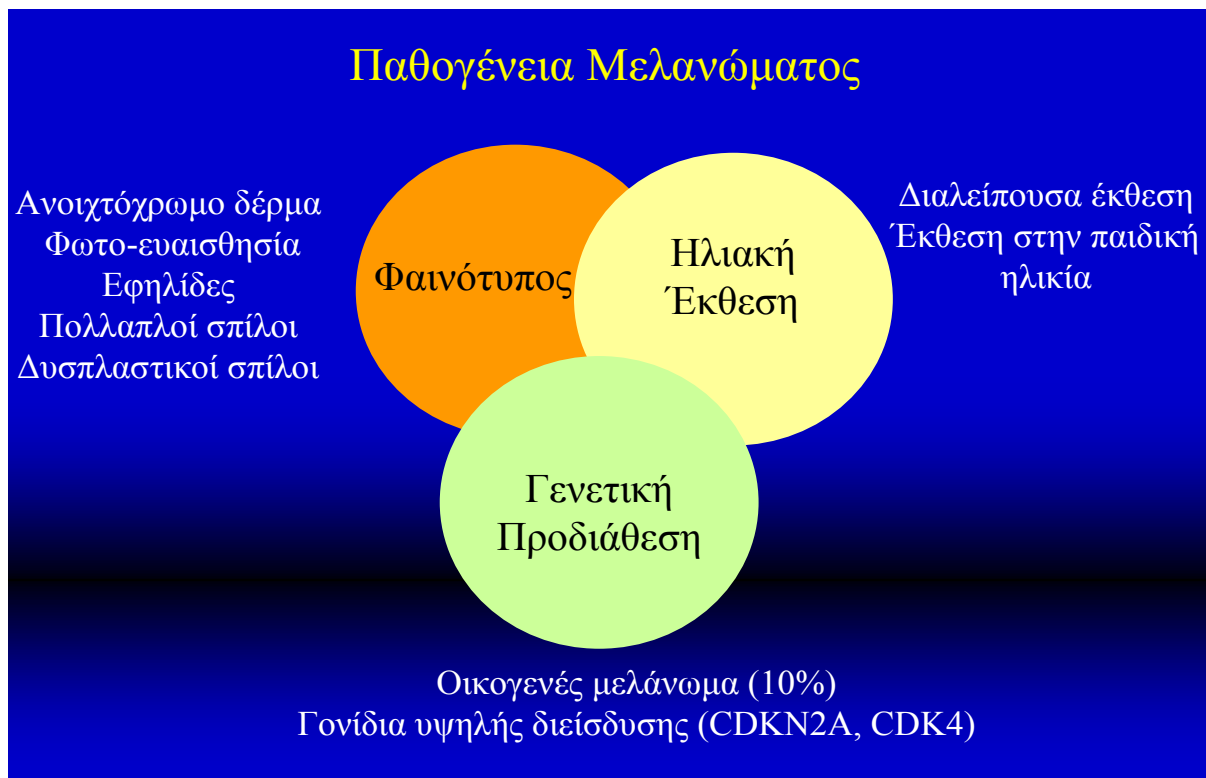 Παθογένεια Μελανώματος
Ανοιχτόχρωμο δέρμα
Φωτο-ευαισθησία
Εφηλίδες
Πολλαπλοί σπίλοι
Δυσπλαστικοί σπίλοι
Φαινότυπος
Ηλιακή
Έκθεση
Διαλείπουσα έκθεση
Έκθεση στην παιδική
ηλικία
Γενετική
Προδιάθεση
Οικογενές μελάνωμα (10%)
Γονίδια υψηλής διείσδυσης (CDKN2A, CDK4)